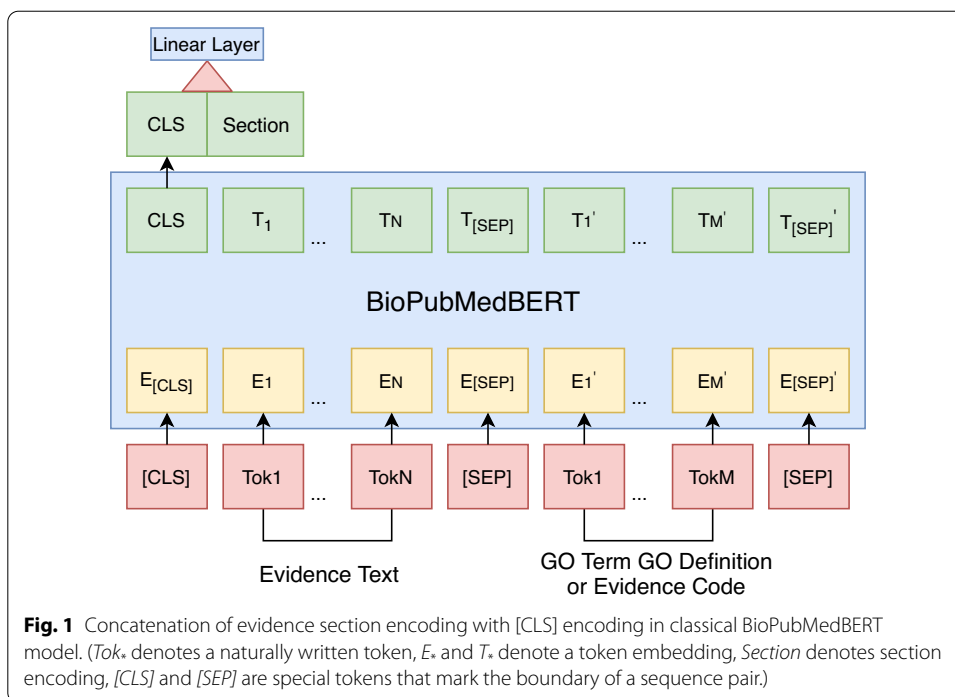 Linear Layer
CLS Section
CLS T1 ... TN T[SEP] T1' ... TM' T[SEP]'
BioPubMedBERT
E[CLS] E1 ... EN E[SEP] E1' ... EM' E[SEP]'
[CLS] Tok1 ... TokN [SEP] Tok1 ... TokM [SEP]
Evidence Text
GO Term GO Definition
or Evidence Code
Fig. 1 Concatenation of evidence section encoding with [CLS] encoding in classical BioPubMedBERT
model. (Tok* denotes a naturally written token, E* and T* denote a token embedding, Section denotes section
encoding, [CLS] and [SEP] are special tokens that mark the boundary of a sequence pair.)